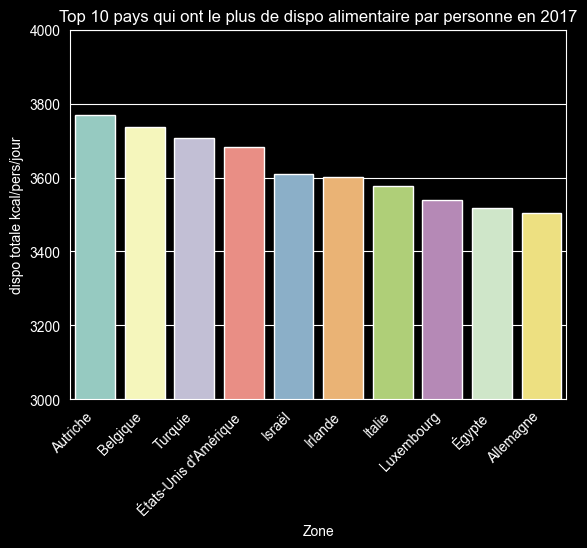 Top 10 pays qui ont le plus de dispo alimentaire par personne en 2017
4000
3800
3600
3400
3200
3000
dispo totale kcal/pers/jour
Autriche
Belgique
Turquie
États-Unis d'Amérique
Israël
Irlande
Italie
Luxembourg
Égypte
Allemagne
Zone